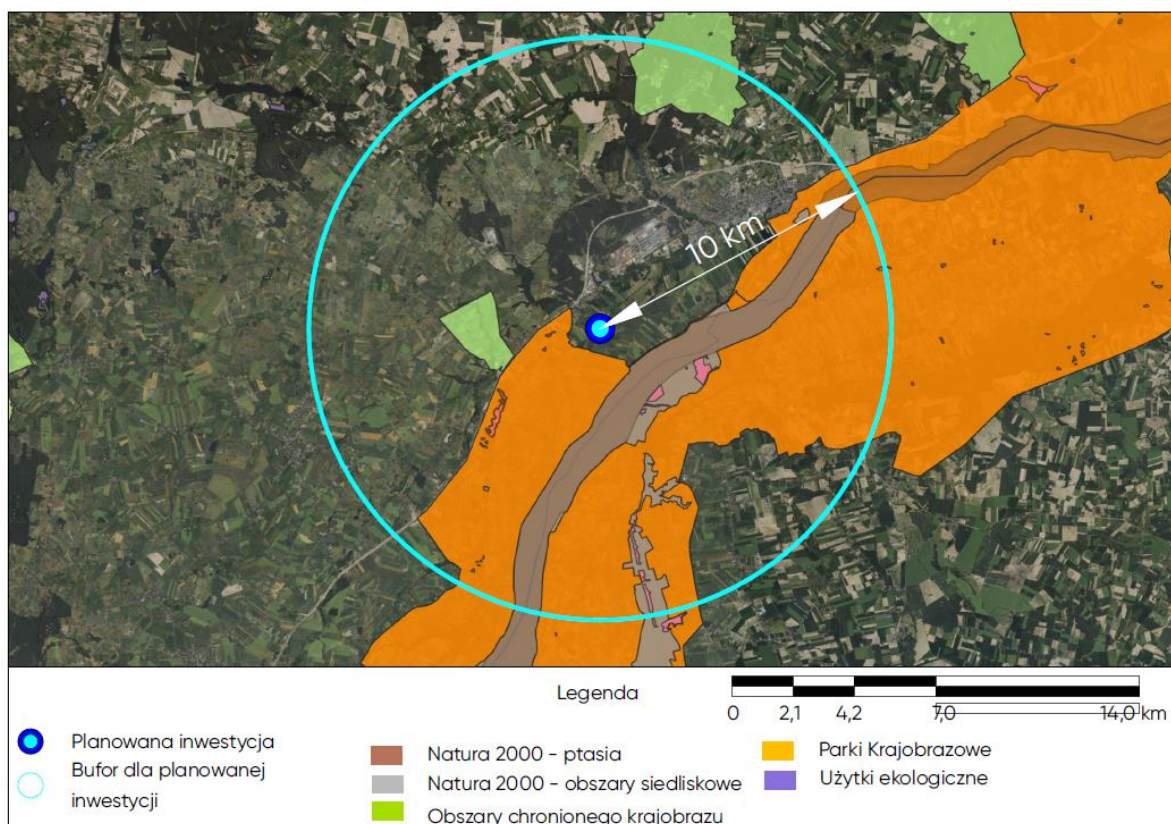 10 km
Legenda
0 2,1 4,2 7,0 14,0 km
Planowana inwestycja
Bufor dla planowanej
inwestycji
Natura 2000 - ptasia
Natura 2000 - obszary siedliskowe
Obszary chronionego krajobrazu
Parki Krajobrazowe
Użytki ekologiczne